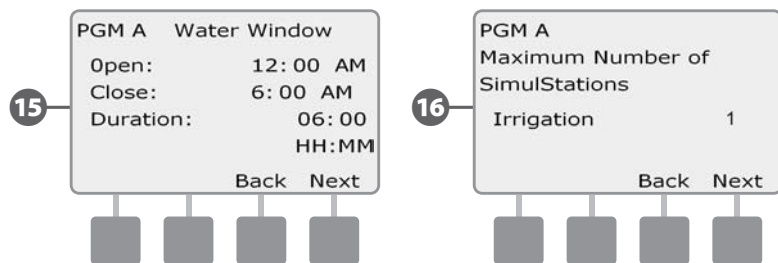 15
PGM A Water Window
Open: 12:00 AM
Close: 6:00 AM
Duration: 06:00
HH:MM
Back Next
16
PGM A
Maximum Number of
SimulStations
Irrigation 1
Back Next